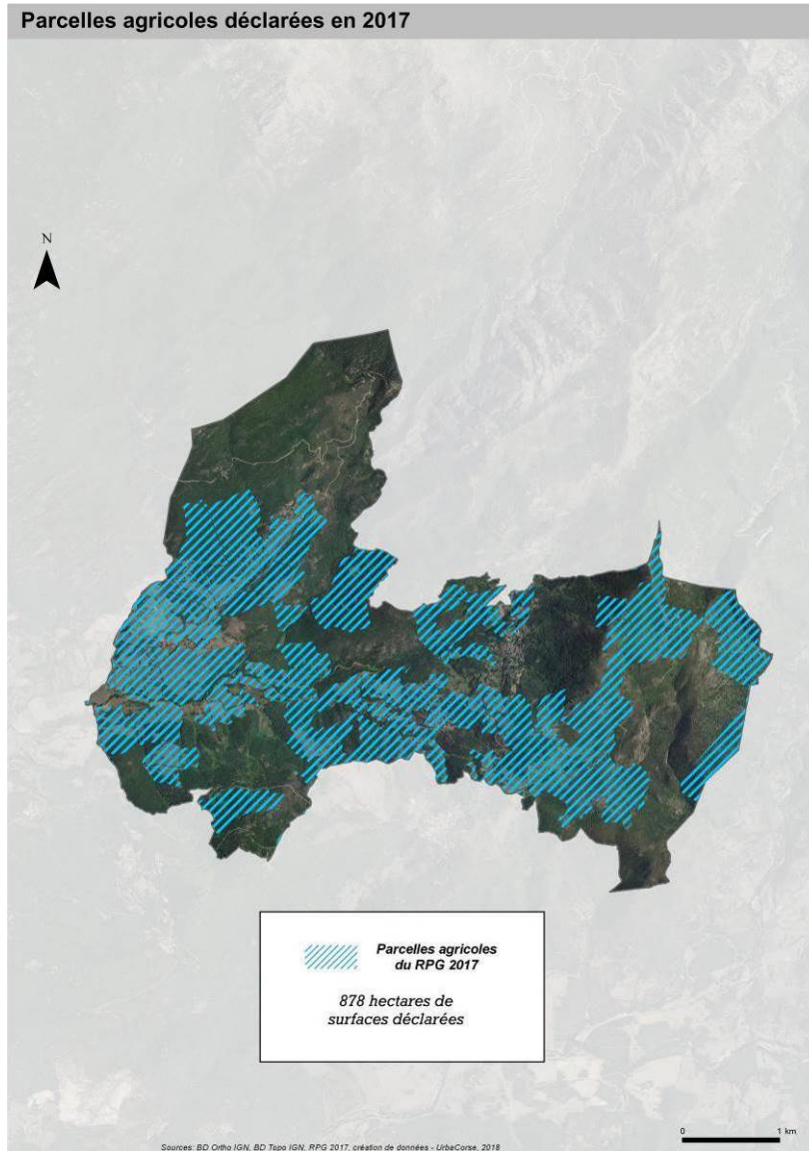 Parcelles agricoles déclarées en 2017
N
Parcelles agricoles
du RPG 2017
878 hectares de
surfaces déclarées
0 1 km
Sources: BD Ortho IGN, BD Topo IGN, RPG 2017, création de données - UrbaCorse, 2018